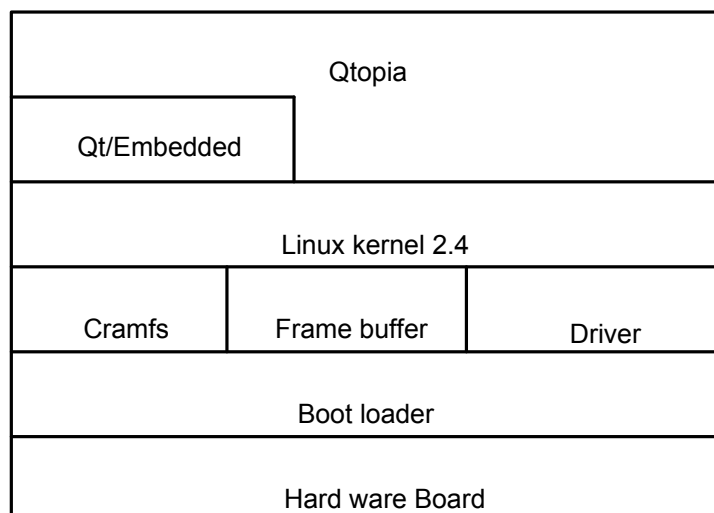 Qtopia
Qt/Embedded
Linux kernel 2.4
Cramfs
Frame buffer
Driver
Boot loader
Hard ware Board